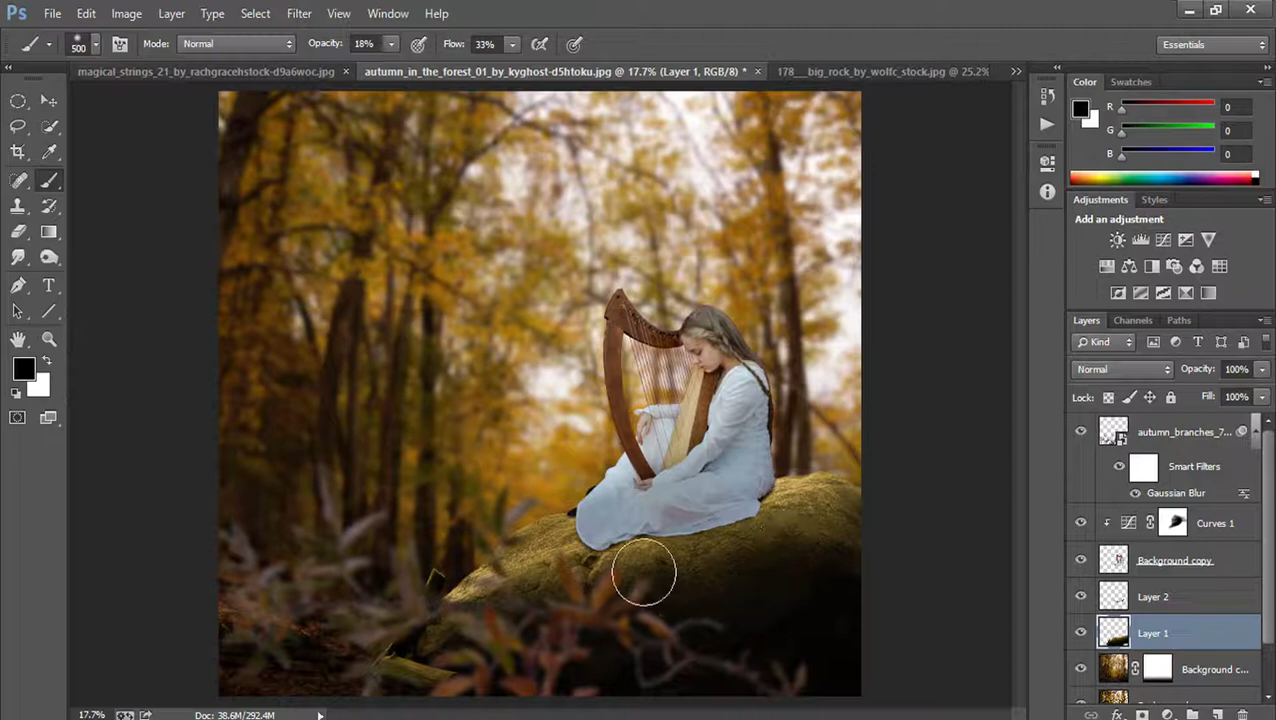 Ps File Edit Image Layer Type Select Filter View Window Help
500 Mode: Normal Opacity: 18% Flow: 33% Essentials
magical_strings_21_by_rachgracehstock-d9a6woc.jpg × autumn_in_the_forest_01_by_kyghost-d5htoku.jpg @ 17.7% (Layer 1, RGB/8) * × 178___big_rock_by_wolfc_stock.jpg @ 25.2%
Color Swatches
R 0
G 0
B 0
Adjustments Styles
Add an adjustment
Layers Channels Paths
Kind
Normal Opacity: 100%
Lock: Fill: 100%
autumn_branches_7...
Smart Filters
Gaussian Blur
Curves 1
Background copy
Layer 2
Layer 1
Background c...
17.7% Doc: 38.6M/292.4M